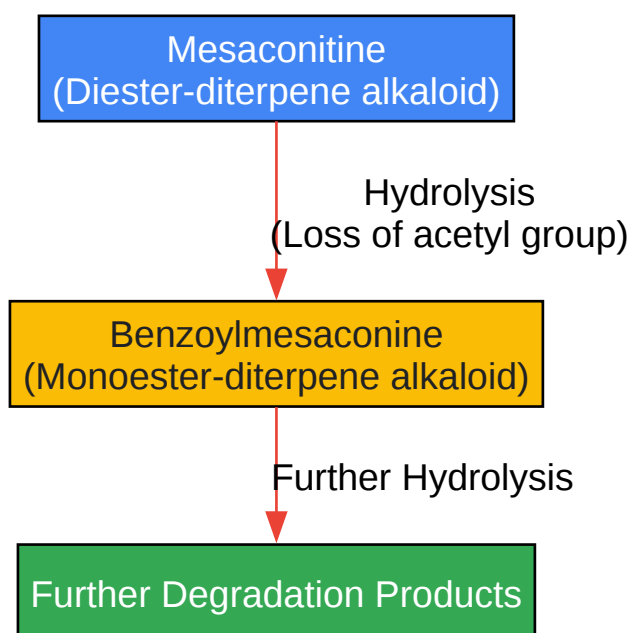 Mesaconitine
(Diester-diterpene alkaloid)
Hydrolysis
(Loss of acetyl group)
Benzoylmesaconine
(Monoester-diterpene alkaloid)
Further Hydrolysis
Further Degradation Products